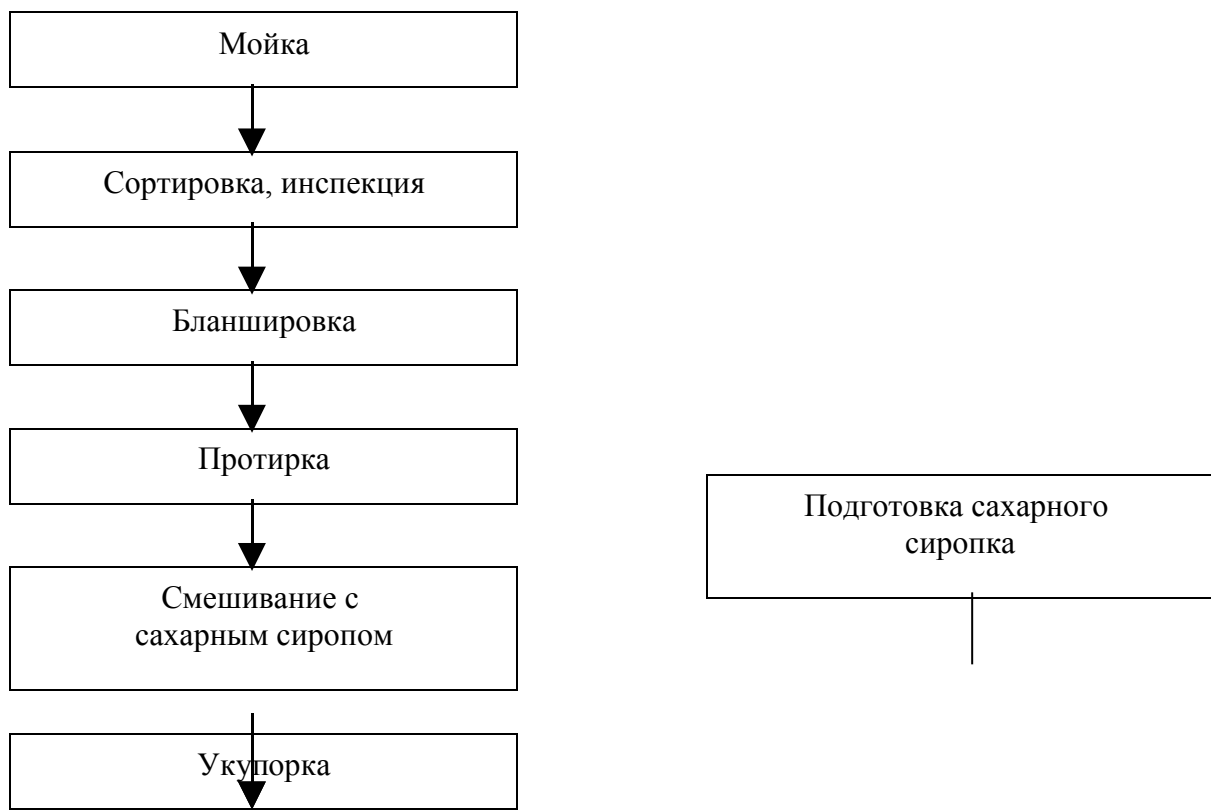 Мойка
Сортировка, инспекция
Бланшировка
Протирка
Подготовка сахарного
сиропка
Смешивание с
сахарным сиропом
Укупорка